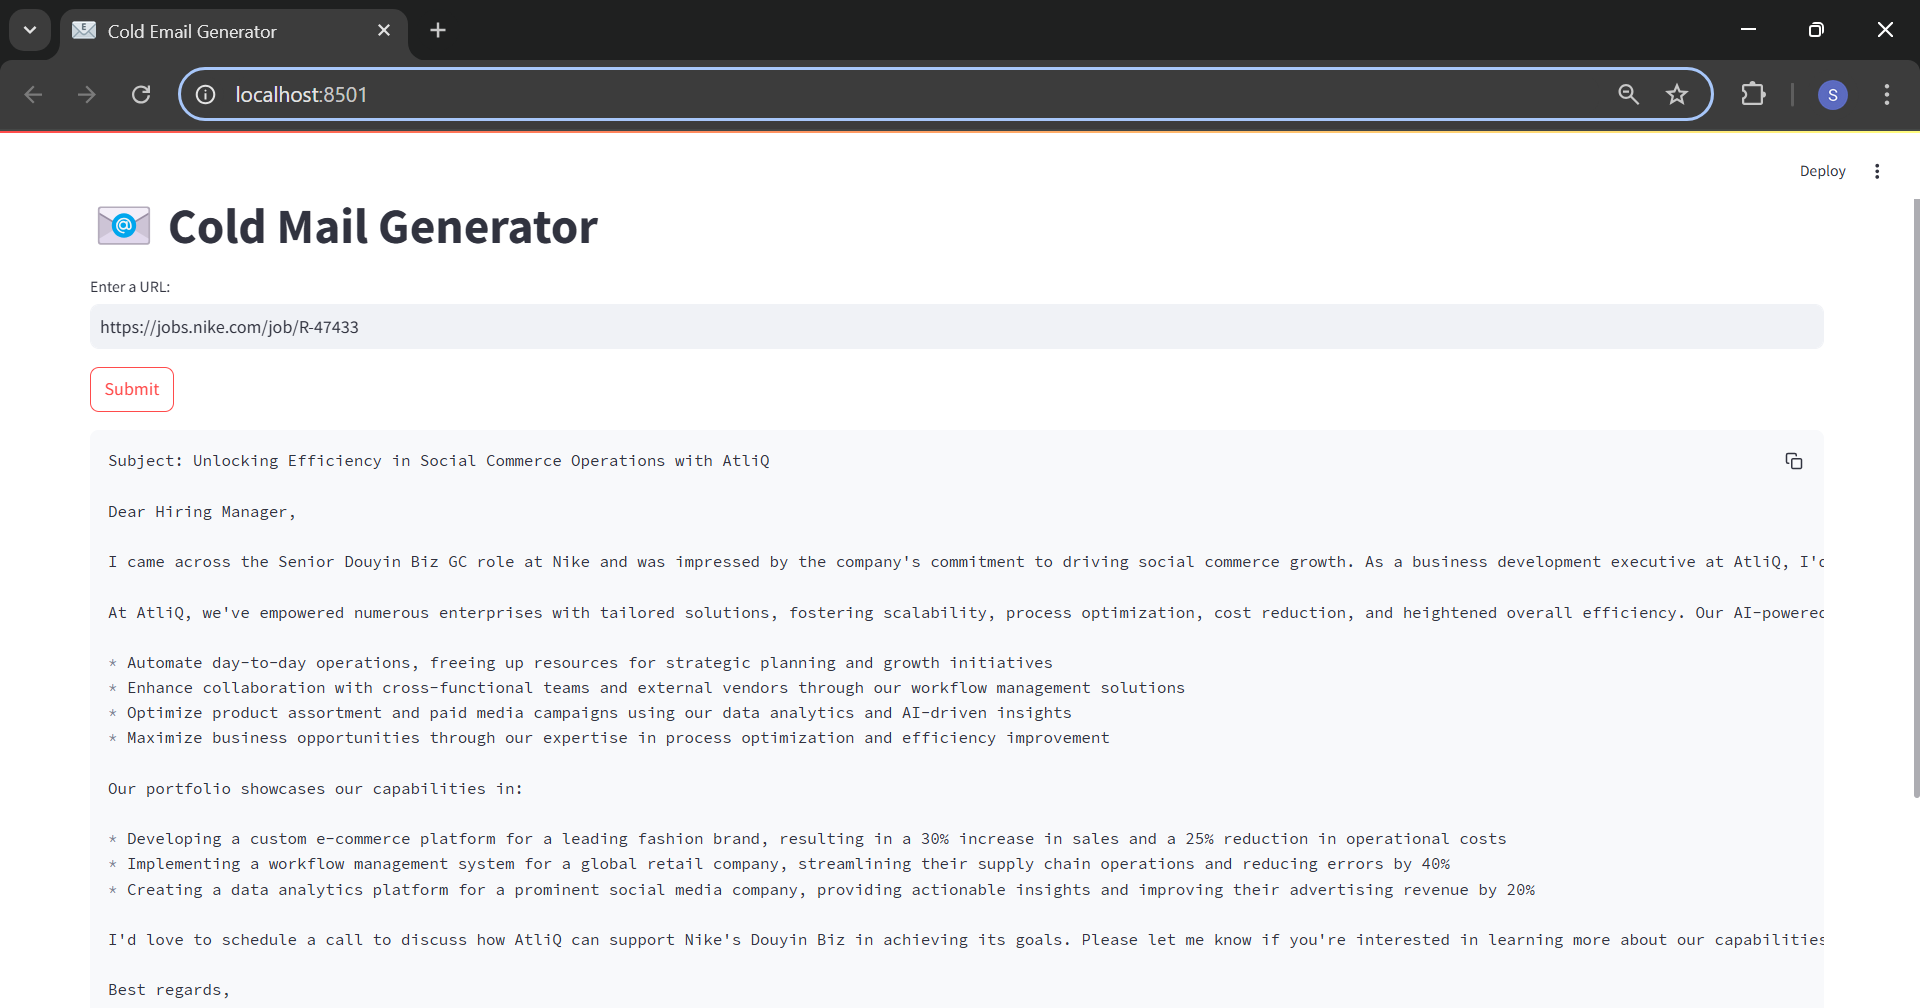 Cold Email Generator
localhost:8501
S
Deploy
Cold Mail Generator
Enter a URL:
https://jobs.nike.com/job/R-47433
Submit
Subject: Unlocking Efficiency in Social Commerce Operations with AtliQ
Dear Hiring Manager,
I came across the Senior Douyin Biz GC role at Nike and was impressed by the company's commitment to driving social commerce growth. As a business development executive at AtliQ,
At AtliQ, we've empowered numerous enterprises with tailored solutions, fostering scalability, process optimization, cost reduction, and heightened overall efficiency. Our AI-powered
* Automate day-to-day operations, freeing up resources for strategic planning and growth initiatives
* Enhance collaboration with cross-functional teams and external vendors through our workflow management solutions
* Optimize product assortment and paid media campaigns using our data analytics and AI-driven insights
* Maximize business opportunities through our expertise in process optimization and efficiency improvement
Our portfolio showcases our capabilities in:
* Developing a custom e-commerce platform for a leading fashion brand, resulting in a 30% increase in sales and a 25% reduction in operational costs
* Implementing a workflow management system for a global retail company, streamlining their supply chain operations and reducing errors by 40%
* Creating a data analytics platform for a prominent social media company, providing actionable insights and improving their advertising revenue by 20%
I'd love to schedule a call to discuss how AtliQ can support Nike's Douyin Biz in achieving its goals. Please let me know if you're interested in learning more about our capabilities
Best regards,